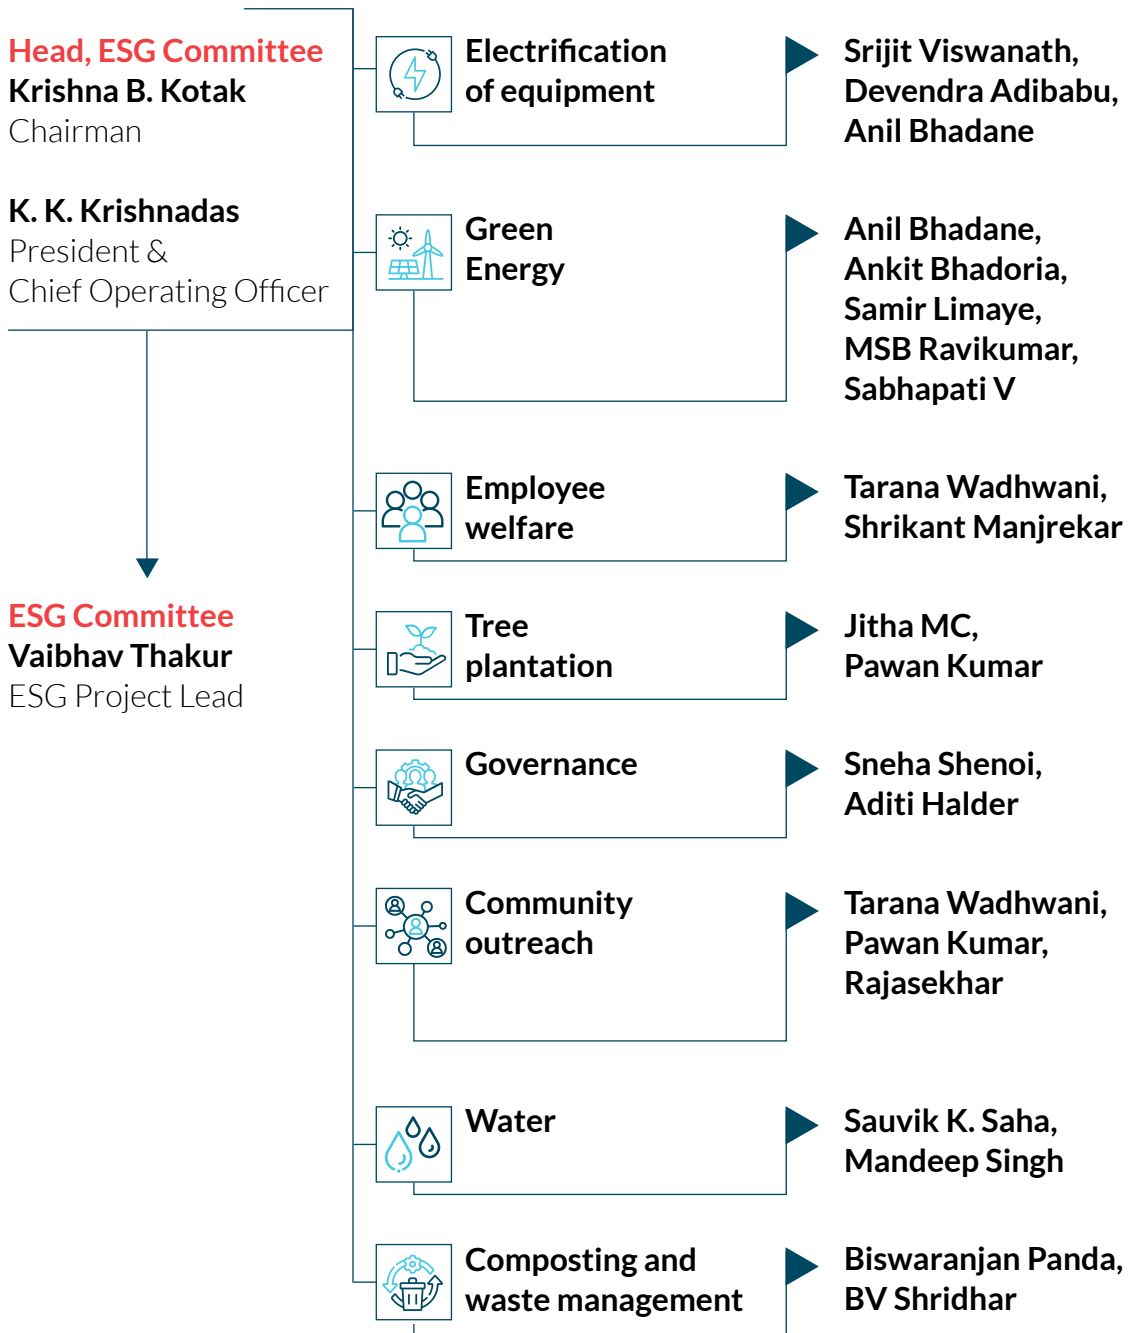 Head, ESG Committee
Krishna B. Kotak
Chairman
K. K. Krishnadas
President &
Chief Operating Officer
ESG Committee
Vaibhav Thakur
ESG Project Lead
Electrification
of equipment
Srijit Viswanath,
Devendra Adibabu,
Anil Bhadane
Green
Energy
Anil Bhadane,
Ankit Bhadoria,
Samir Limaye,
MSB Ravikumar,
Sabhapati V
Employee
welfare
Tarana Wadhwani,
Shrikant Manjrekar
Tree
plantation
Jitha MC,
Pawan Kumar
Governance
Sneha Shenoi,
Aditi Halder
Community
outreach
Tarana Wadhwani,
Pawan Kumar,
Rajasekhar
Water
Sauvik K. Saha,
Mandeep Singh
Composting and
waste management
Biswaranjan Panda,
BV Shridhar